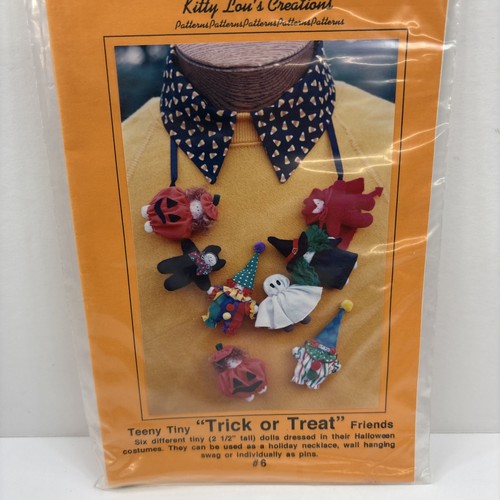 Kitty Lou's Creations
PatternsPatternsPatternsPatternsPatterns
Teeny Tiny "Trick or Treat" Friends
Six different tiny (2 1/2" tall) dolls dressed in their Halloween
costumes. They can be used as a holiday necklace, wall hanging
swag or individually as pins.
#6